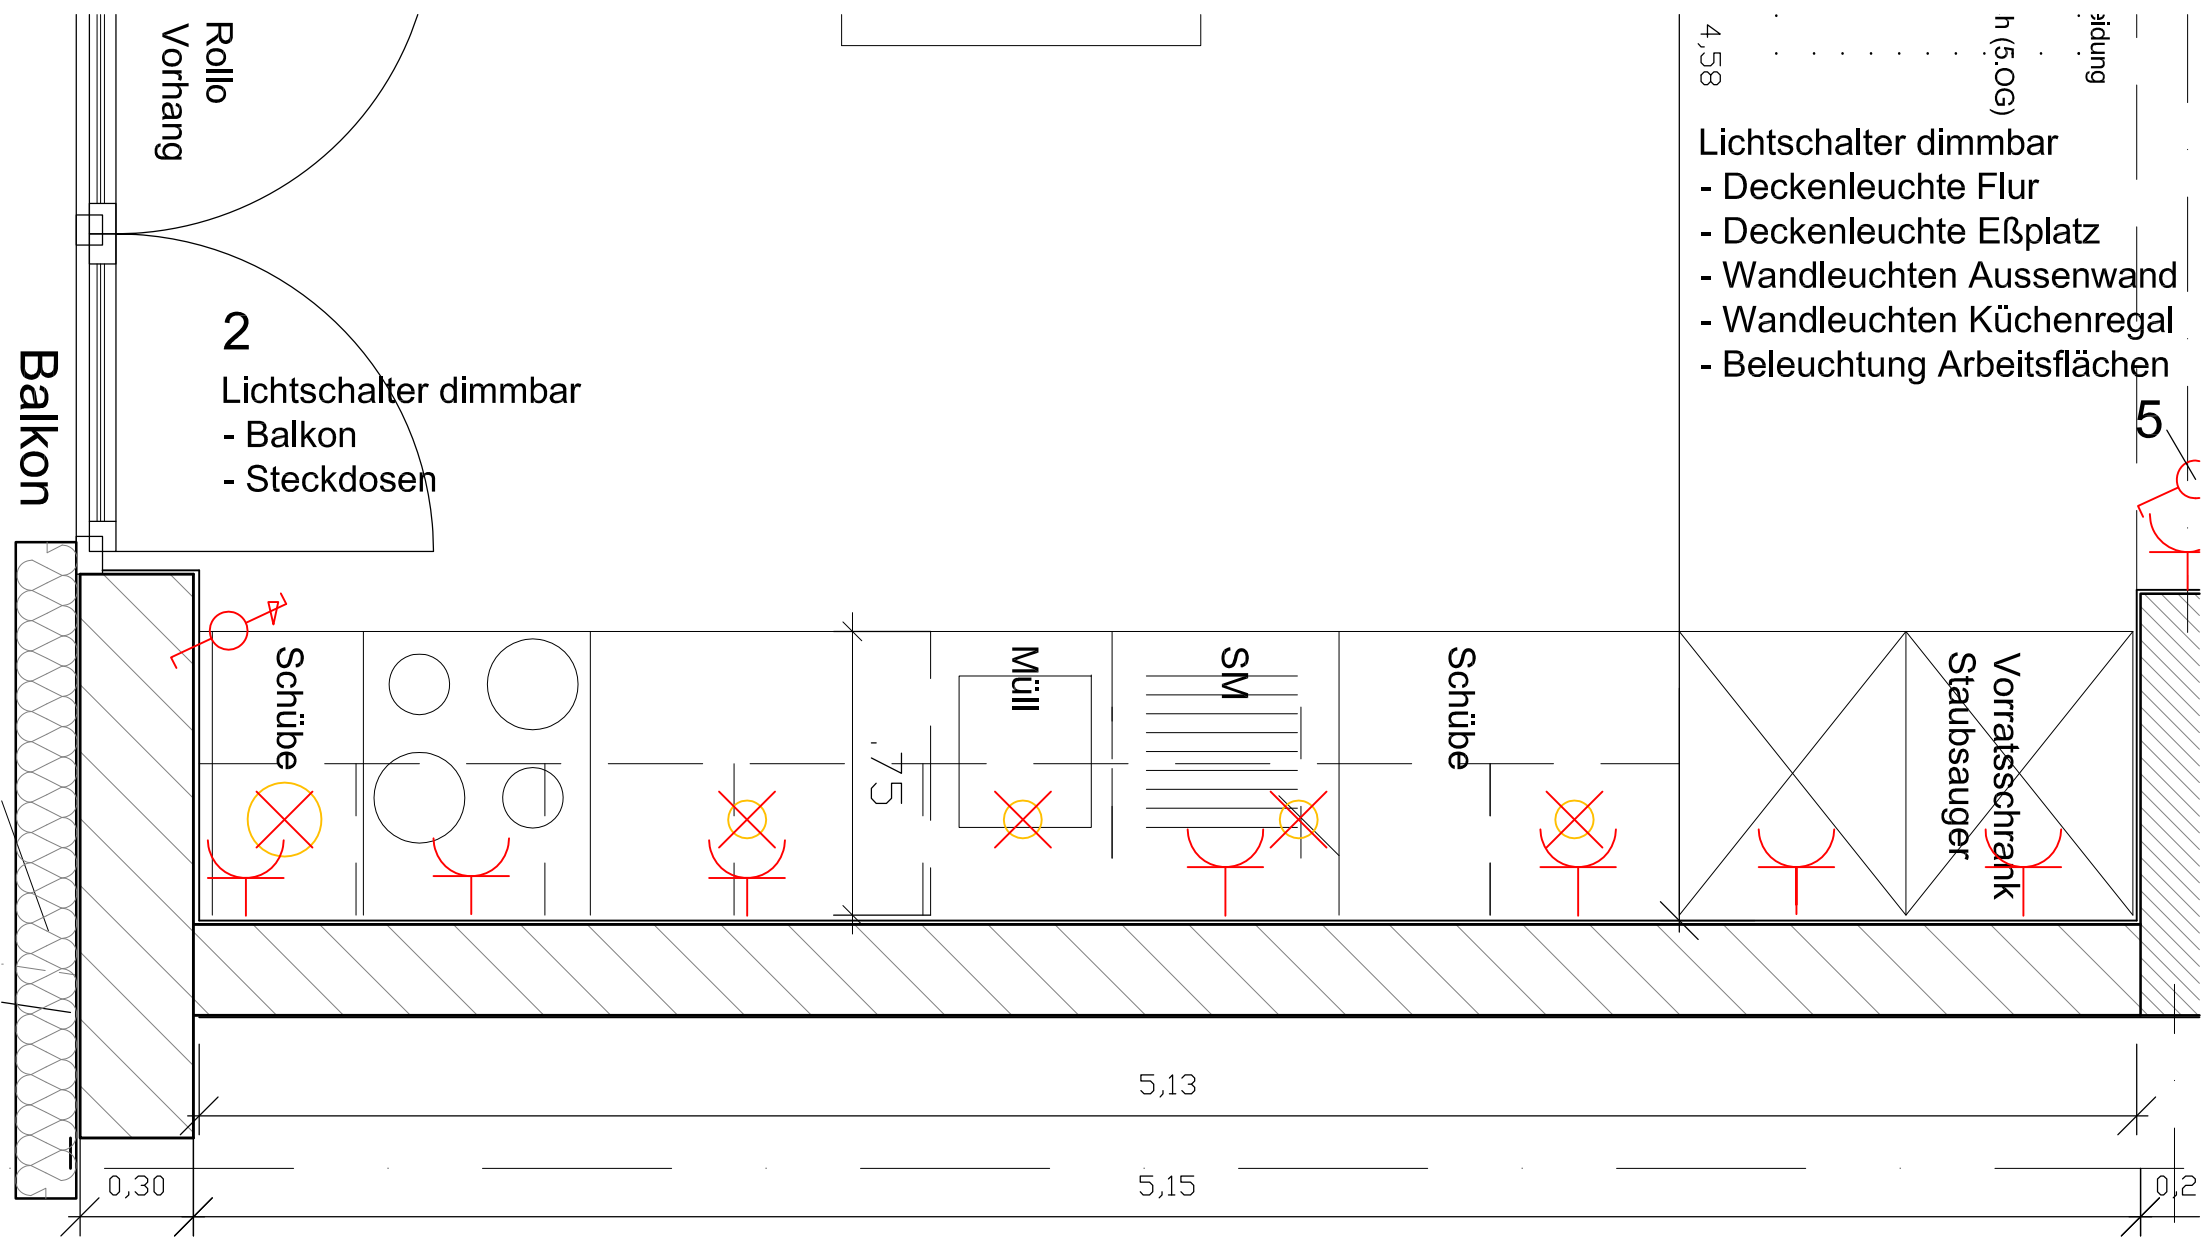 Rollo
Vorhang
4,58
h (5.OG)
eidung
Lichtschalter dimmbar
- Deckenleuchte Flur
- Deckenleuchte Eßplatz
- Wandleuchten Aussenwand
- Wandleuchten Küchenregal
- Beleuchtung Arbeitsflächen
5
2
Lichtschalter dimmbar
- Balkon
- Steckdosen
Balkon
Schübe
.75
Müll
SM
Schübe
Vorratsschrank
Staubsauger
5,13
0,30
5,15
0,2